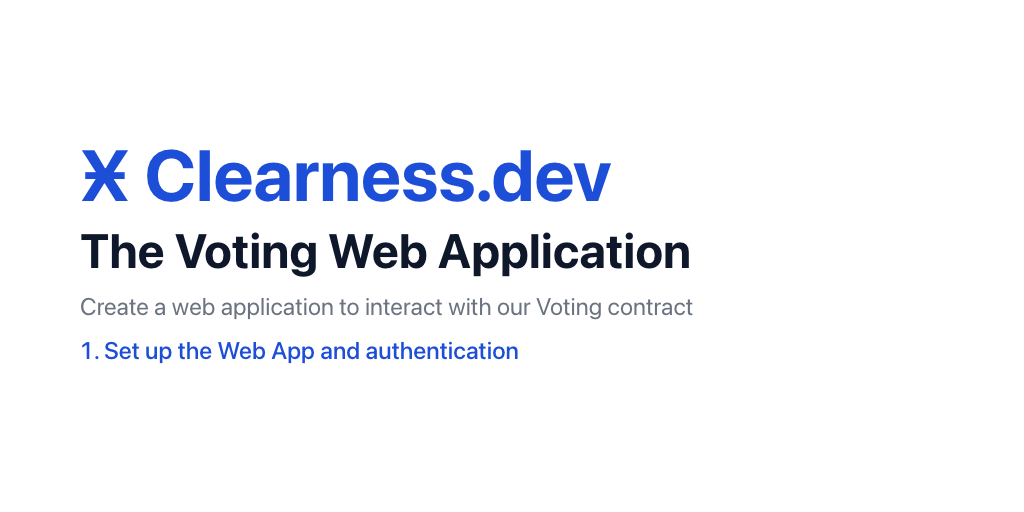 Ӿ Clearness.dev
The Voting Web Application
Create a web application to interact with our Voting contract
1. Set up the Web App and authentication